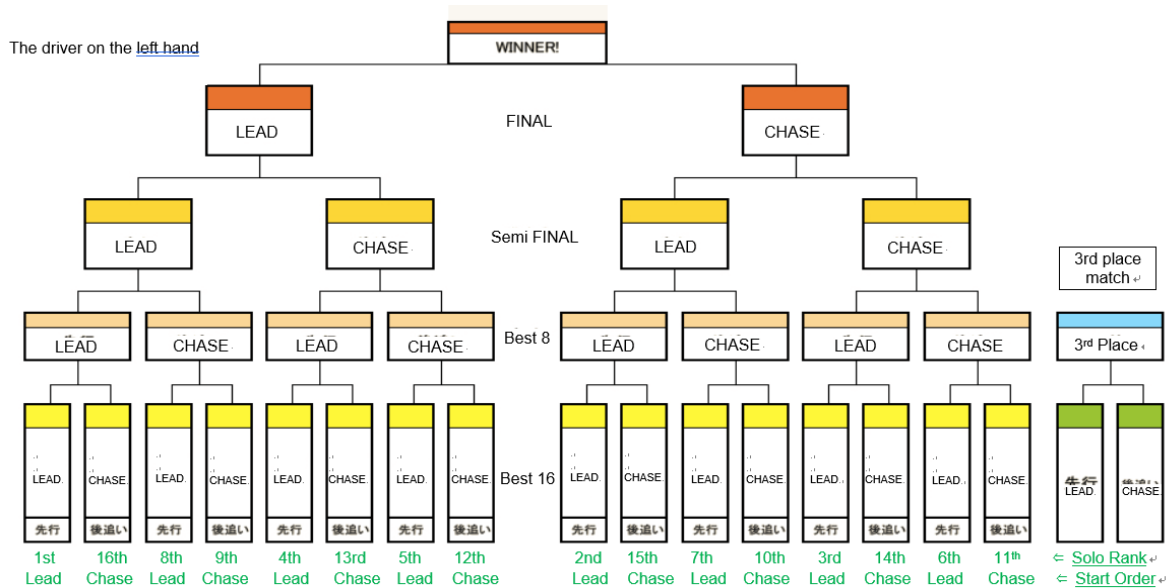 WINNER!
The driver on the left hand
LEAD
FINAL
CHASE
LEAD
CHASE
Semi FINAL
LEAD
CHASE
3rd place
match
LEAD
CHASE
LEAD
CHASE
Best 8
LEAD
CHASE
LEAD
CHASE
3rd Place
LEAD
CHASE
LEAD
CHASE
LEAD
CHASE
LEAD
CHASE
Best 16
LEAD
CHASE
LEAD
CHASE
LEAD
CHASE
LEAD
CHASE
先行
LEAD
CHASE
先行 後追い 先行 後追い 先行 後追い 先行 後追い 先行 後追い 先行 後追い 先行 後追い 先行 後追い
1st 16th 8th 9th 4th 13rd 5th 12th 2nd 15th 7th 10th 3rd 14th 6th 11th ⇐ Solo Rank
Lead Chase Lead Chase Lead Chase Lead Chase Lead Chase Lead Chase Lead Chase Lead Chase ⇐ Start Order